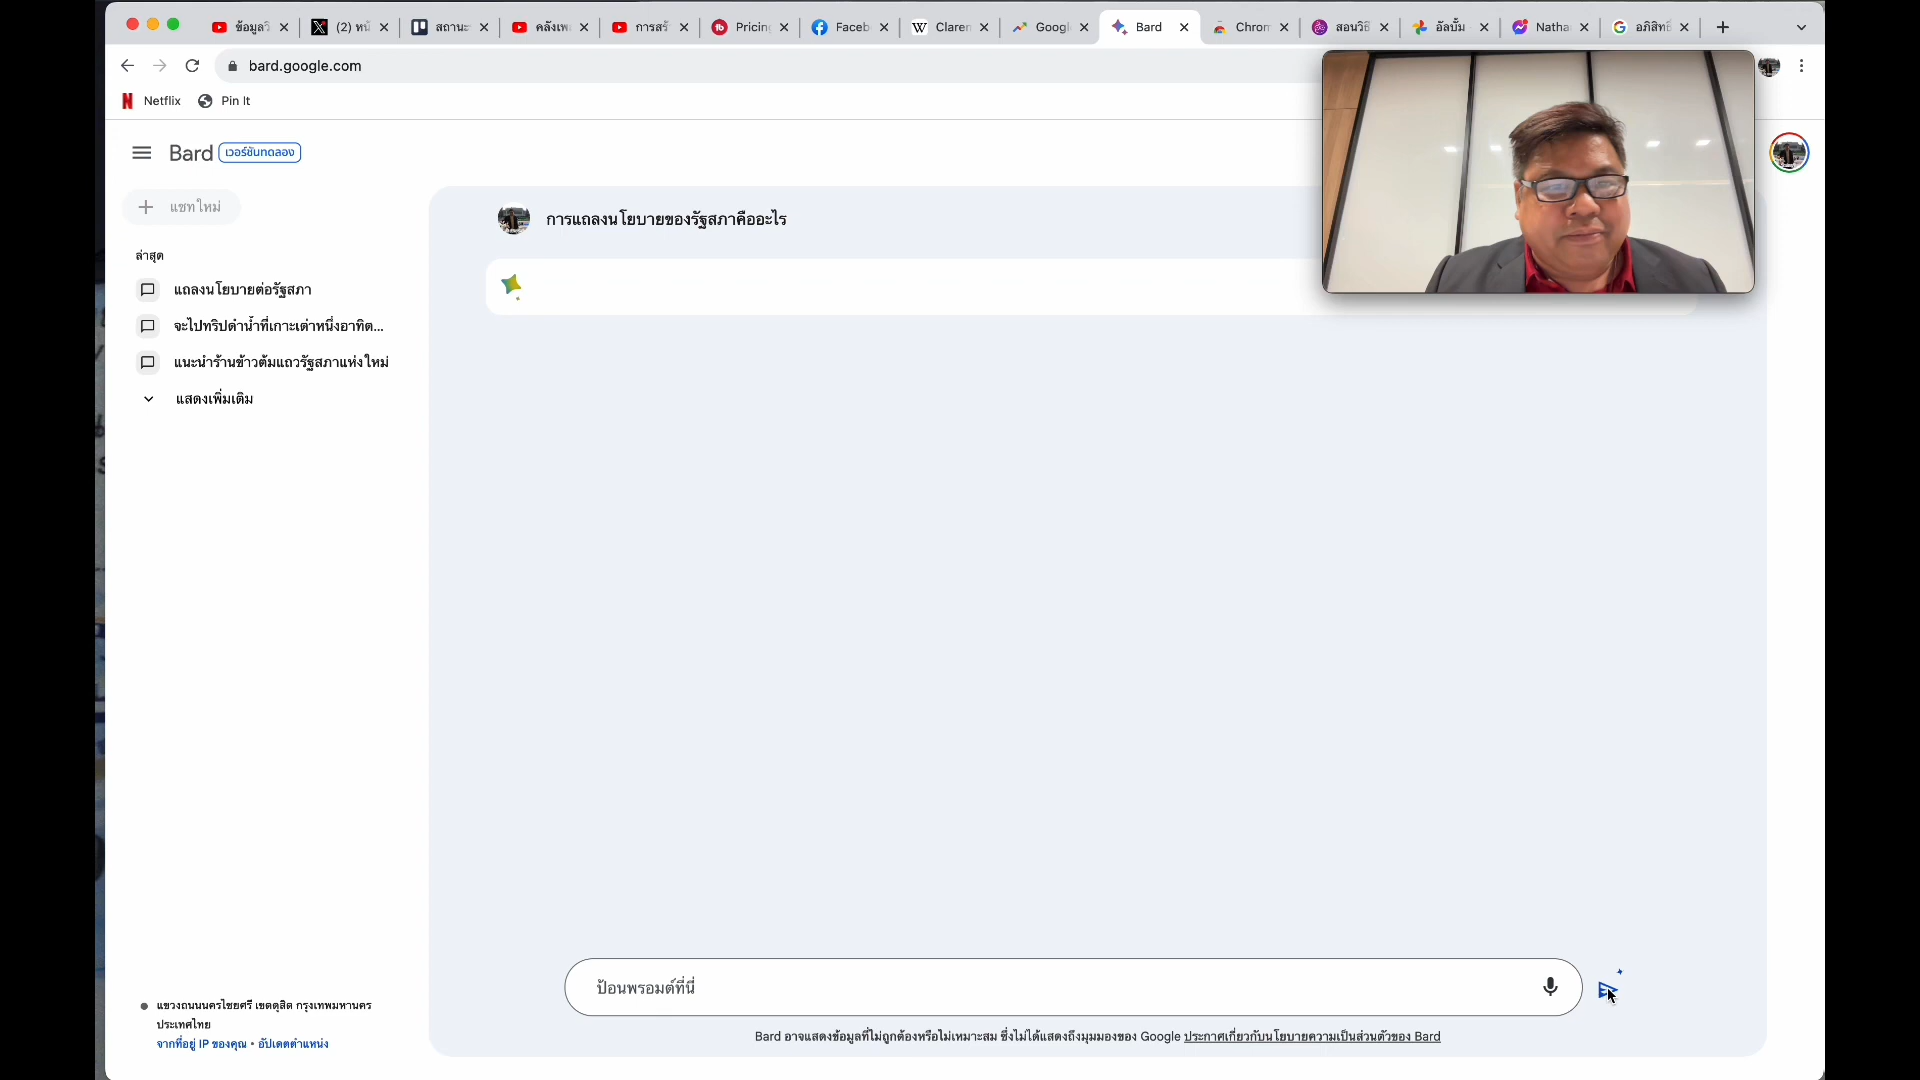 ข้อมูลวิ
(2) หน้
สถานะ
คลังเพ
การสร้
Pricing
Faceb
Claren
Googl
Bard
Chrom
สอนวิธี
อัลบั้ม
Natha
อภิสิทธิ์
bard.google.com
Netflix
Pin It
Bard
เวอร์ชันทดลอง
แชทใหม่
ล่าสุด
แถลงนโยบายต่อรัฐสภา
จะไปทริปดำน้ำที่เกาะเต่าหนึ่งอาทิต...
แนะนำร้านข้าวต้มแถวรัฐสภาแห่งใหม่
แสดงเพิ่มเติม
การแถลงนโยบายของรัฐสภาคืออะไร
ป้อนพรอมต์ที่นี่
Bard อาจแสดงข้อมูลที่ไม่ถูกต้องหรือไม่เหมาะสม ซึ่งไม่ได้แสดงถึงมุมมองของ Google ประกาศเกี่ยวกับนโยบายความเป็นส่วนตัวของ Bard
แขวงถนนนครไชยศรี เขตดุสิต กรุงเทพมหานคร
ประเทศไทย
จากที่อยู่ IP ของคุณ • อัปเดตตำแหน่ง